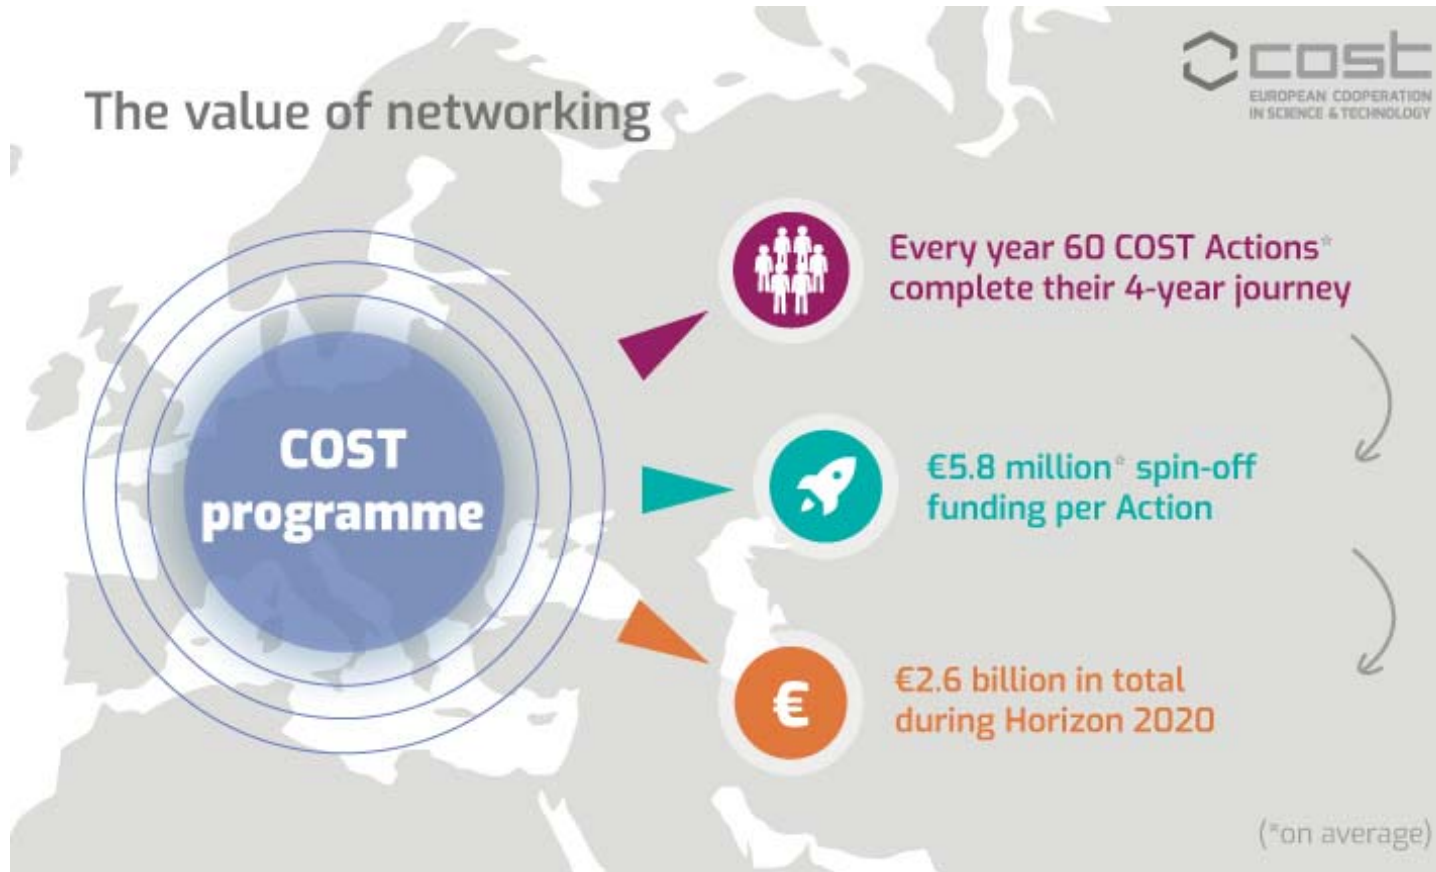 The value of networking
cost
EUROPEAN COOPERATION
IN SCIENCE & TECHNOLOGY
COST
programme
Every year 60 COST Actions*
complete their 4-year journey
€5.8 million* spin-off
funding per Action
€
€2.6 billion in total
during Horizon 2020
(*on average)